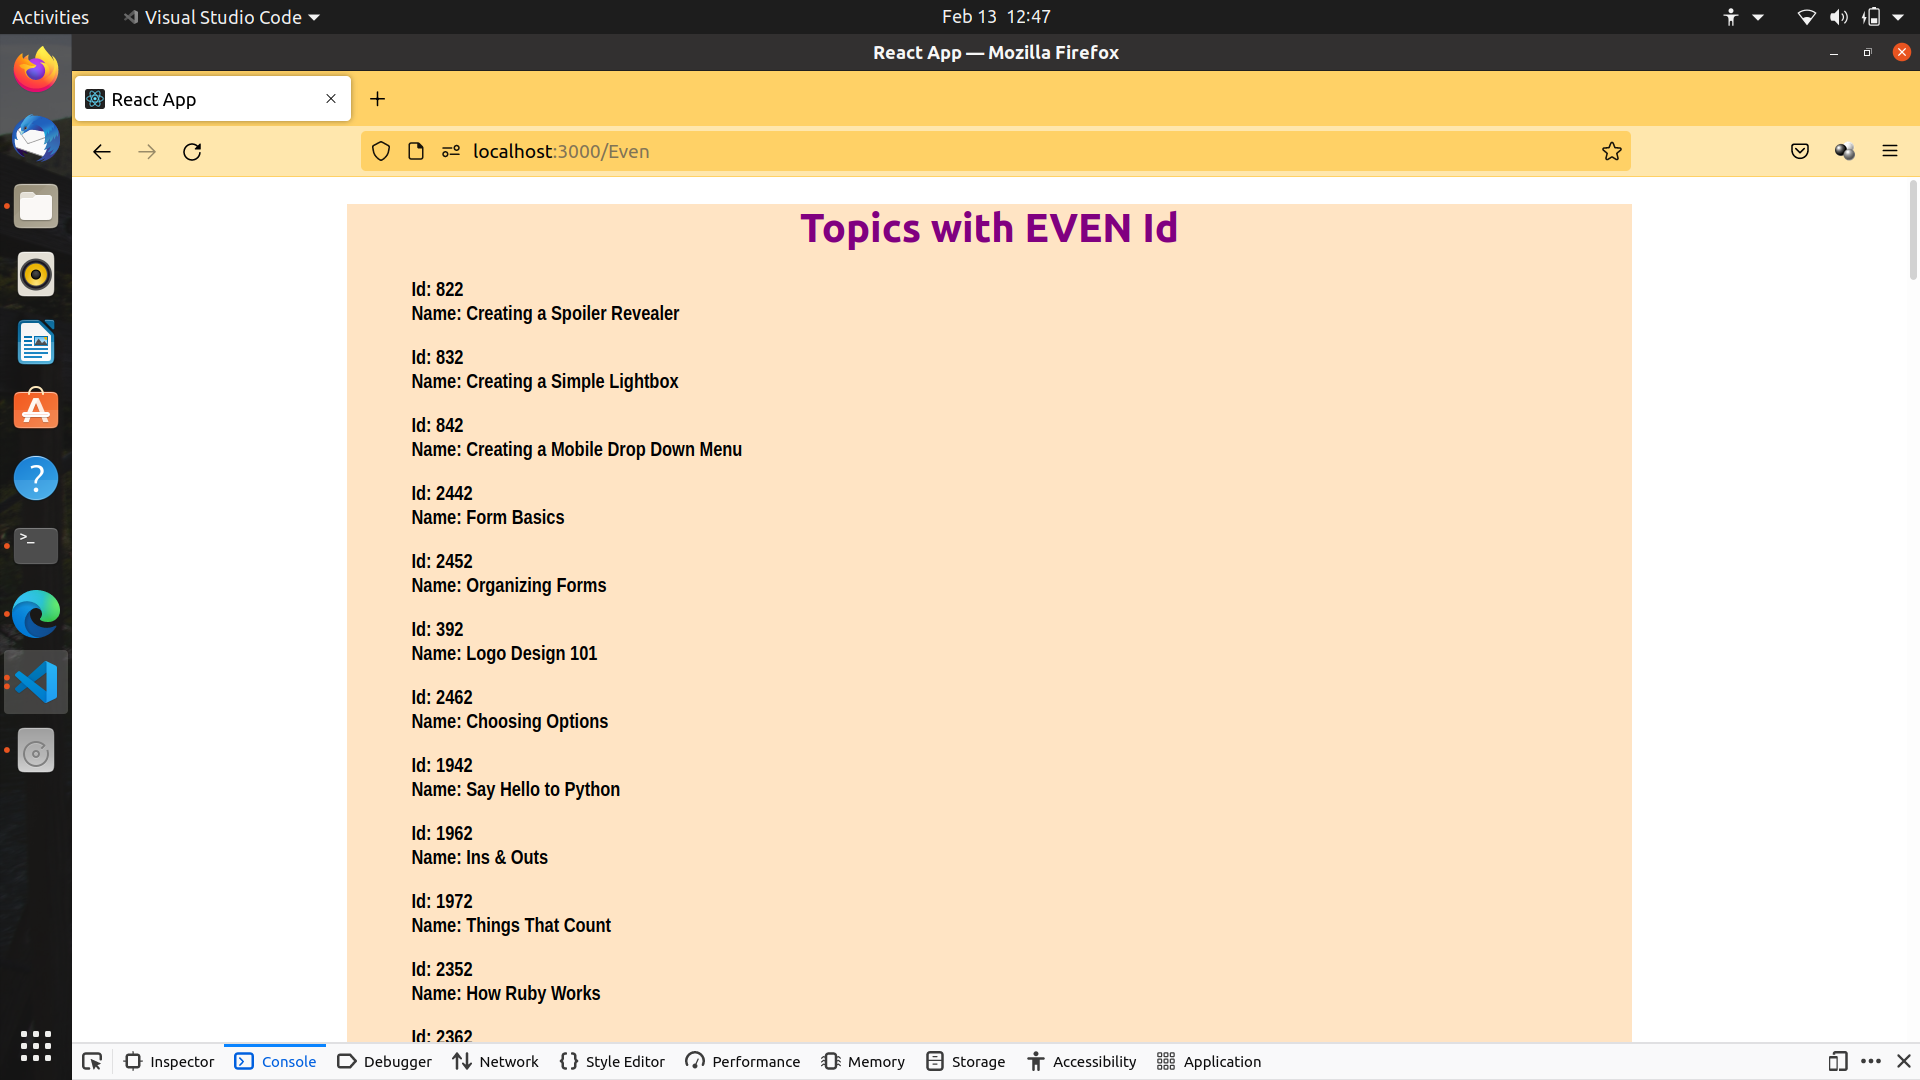 Activities
Visual Studio Code
Feb 13 12:47
React App — Mozilla Firefox
React App
localhost:3000/Even
Topics with EVEN Id
Id: 822
Name: Creating a Spoiler Revealer
Id: 832
Name: Creating a Simple Lightbox
Id: 842
Name: Creating a Mobile Drop Down Menu
Id: 2442
Name: Form Basics
Id: 2452
Name: Organizing Forms
Id: 392
Name: Logo Design 101
Id: 2462
Name: Choosing Options
Id: 1942
Name: Say Hello to Python
Id: 1962
Name: Ins & Outs
Id: 1972
Name: Things That Count
Id: 2352
Name: How Ruby Works
Id: 2362
Inspector
Console
Debugger
Network
Style Editor
Performance
Memory
Storage
Accessibility
Application